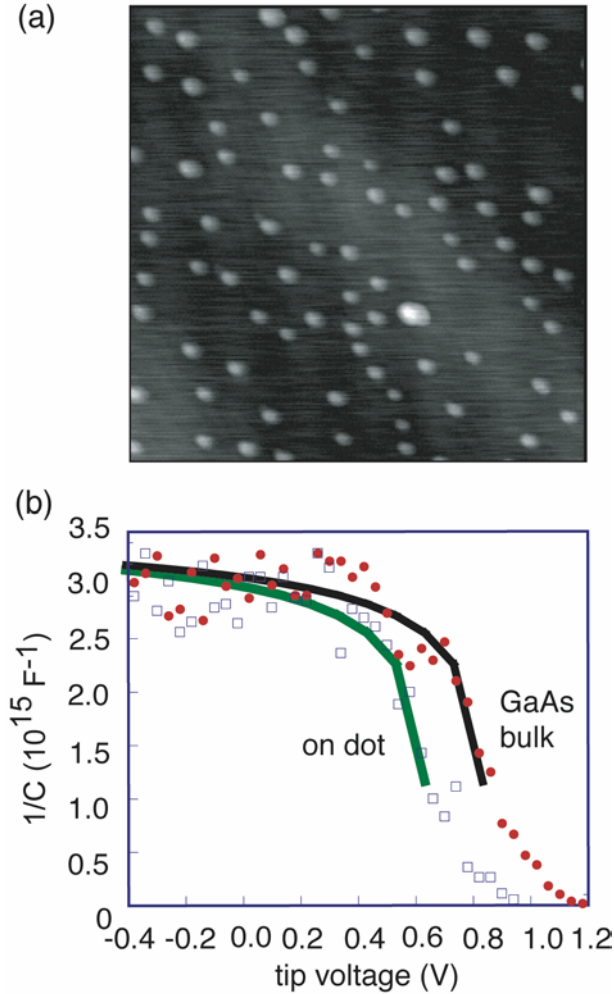 (a)
(b)
3.5
3.0
2.5
2.0
1.5
1.0
0.5
0
1/C (10¹⁵ F⁻¹)
on dot
GaAs
bulk
-0.4 -0.2 0.0 0.2 0.4 0.6 0.8 1.0 1.2
tip voltage (V)